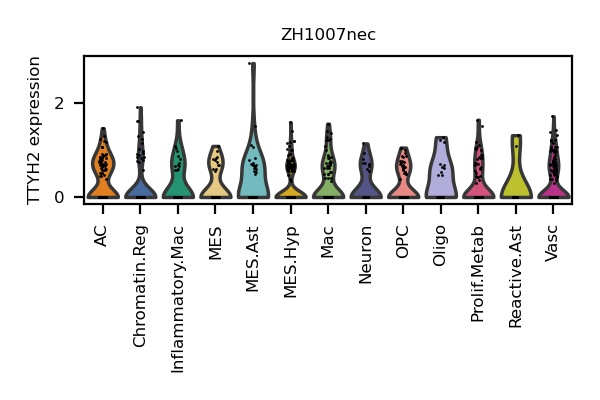 ZH1007nec
TTYH2 expression
2
0
AC
Chromatin.Reg
Inflammatory.Mac
MES
MES.Ast
MES.Hyp
Mac
Neuron
OPC
Oligo
Prolif.Metab
Reactive.Ast
Vasc